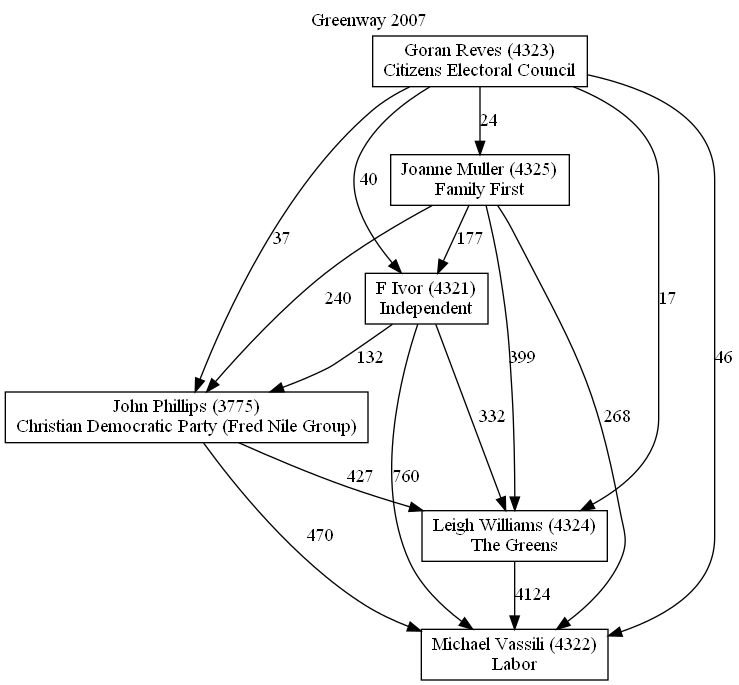 Greenway 2007
Goran Reves (4323)
Citizens Electoral Council
24
Joanne Muller (4325)
Family First
40
37
177
F Ivor (4321)
Independent
240
17
132
399
46
John Phillips (3775)
Christian Democratic Party (Fred Nile Group)
332
268
427
760
Leigh Williams (4324)
The Greens
470
4124
Michael Vassili (4322)
Labor